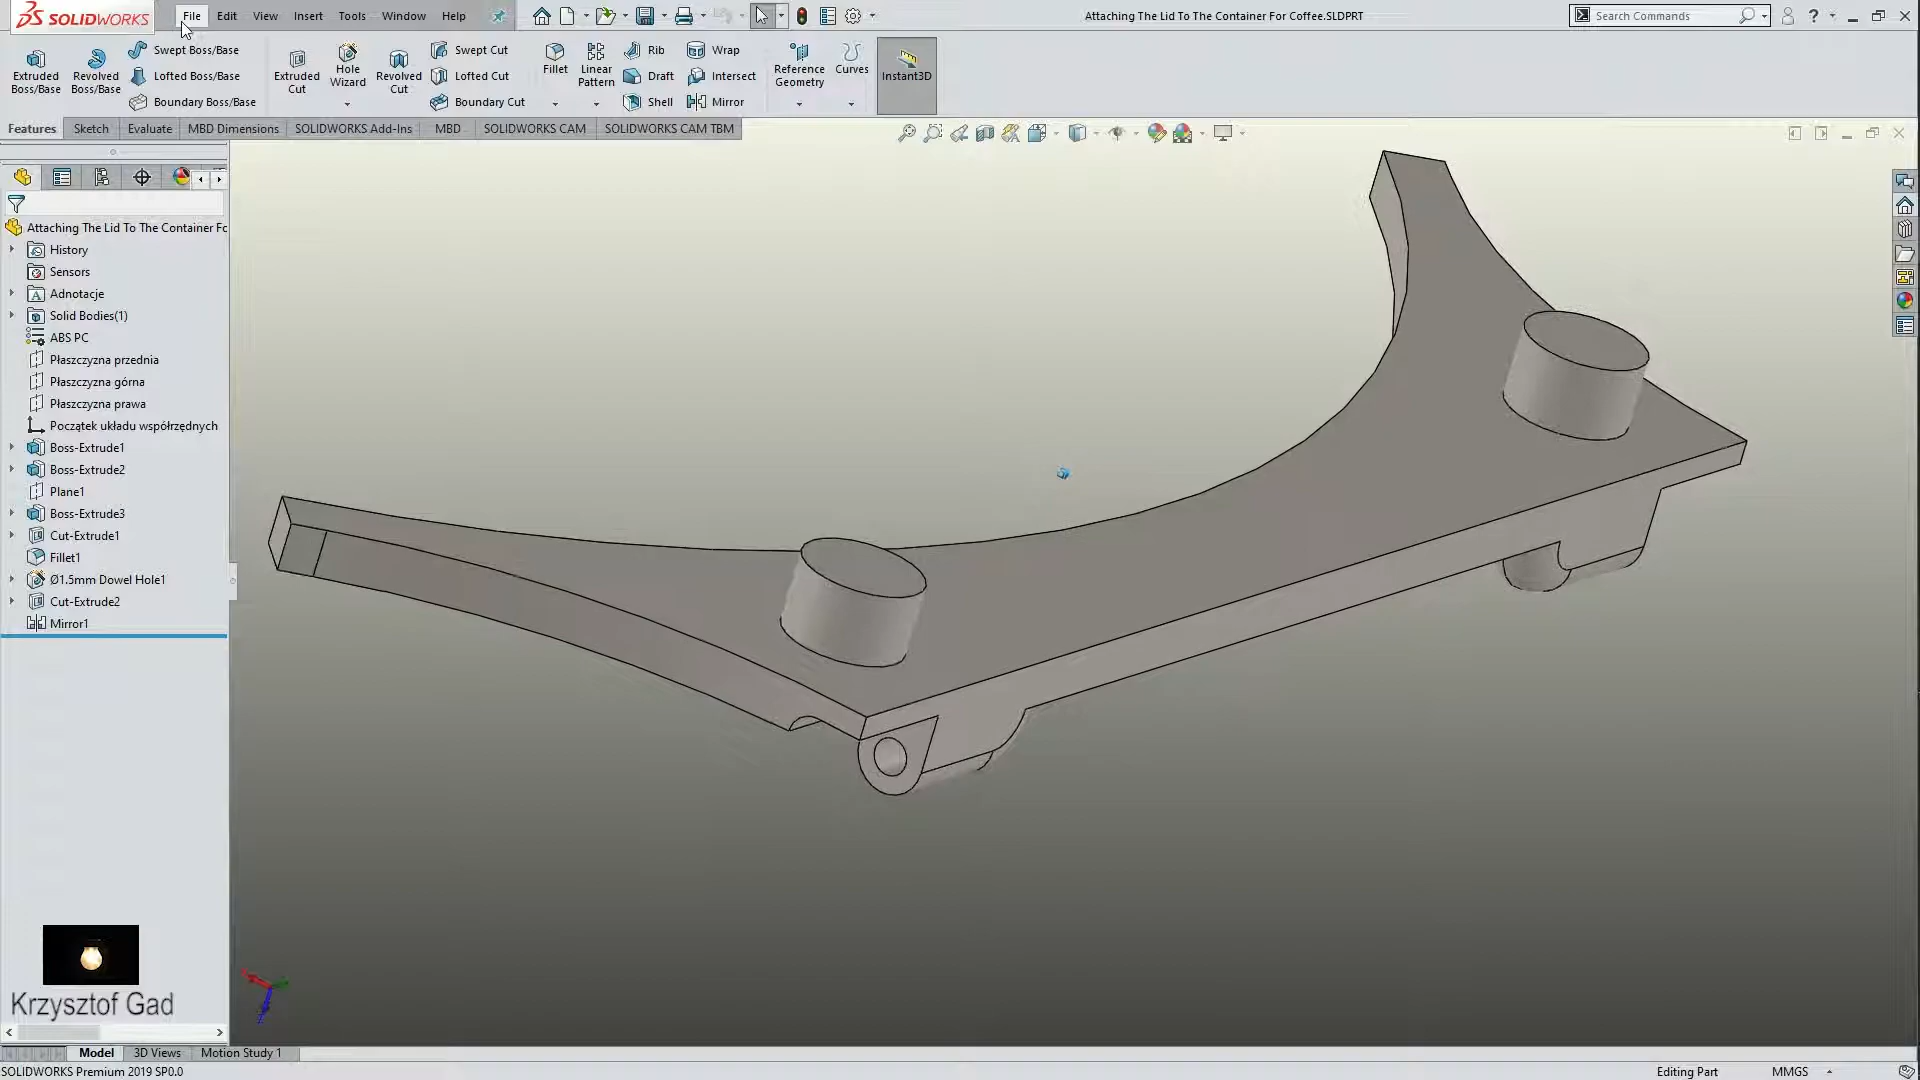 SOLIDWORKS
File Edit View Insert Tools Window Help
Attaching The Lid To The Container For Coffee.SLDPRT
Search Commands
?
Extruded Boss/Base
Revolved Boss/Base
Swept Boss/Base
Lofted Boss/Base
Boundary Boss/Base
Extruded Cut
Hole Wizard
Revolved Cut
Swept Cut
Lofted Cut
Boundary Cut
Fillet
Linear Pattern
Rib
Draft
Shell
Wrap
Intersect
Mirror
Reference Geometry
Curves
Instant3D
Features Sketch Evaluate MBD Dimensions SOLIDWORKS Add-Ins MBD SOLIDWORKS CAM SOLIDWORKS CAM TBM
Attaching The Lid To The Container Fo
History
Sensors
Adnotacje
Solid Bodies(1)
ABS PC
Płaszczyzna przednia
Płaszczyzna górna
Płaszczyzna prawa
Początek układu współrzędnych
Boss-Extrude1
Boss-Extrude2
Plane1
Boss-Extrude3
Cut-Extrude1
Fillet1
Ø1.5mm Dowel Hole1
Cut-Extrude2
Mirror1
Krzysztof Gad
Model 3D Views Motion Study 1
SOLIDWORKS Premium 2019 SP0.0
Editing Part
MMGS